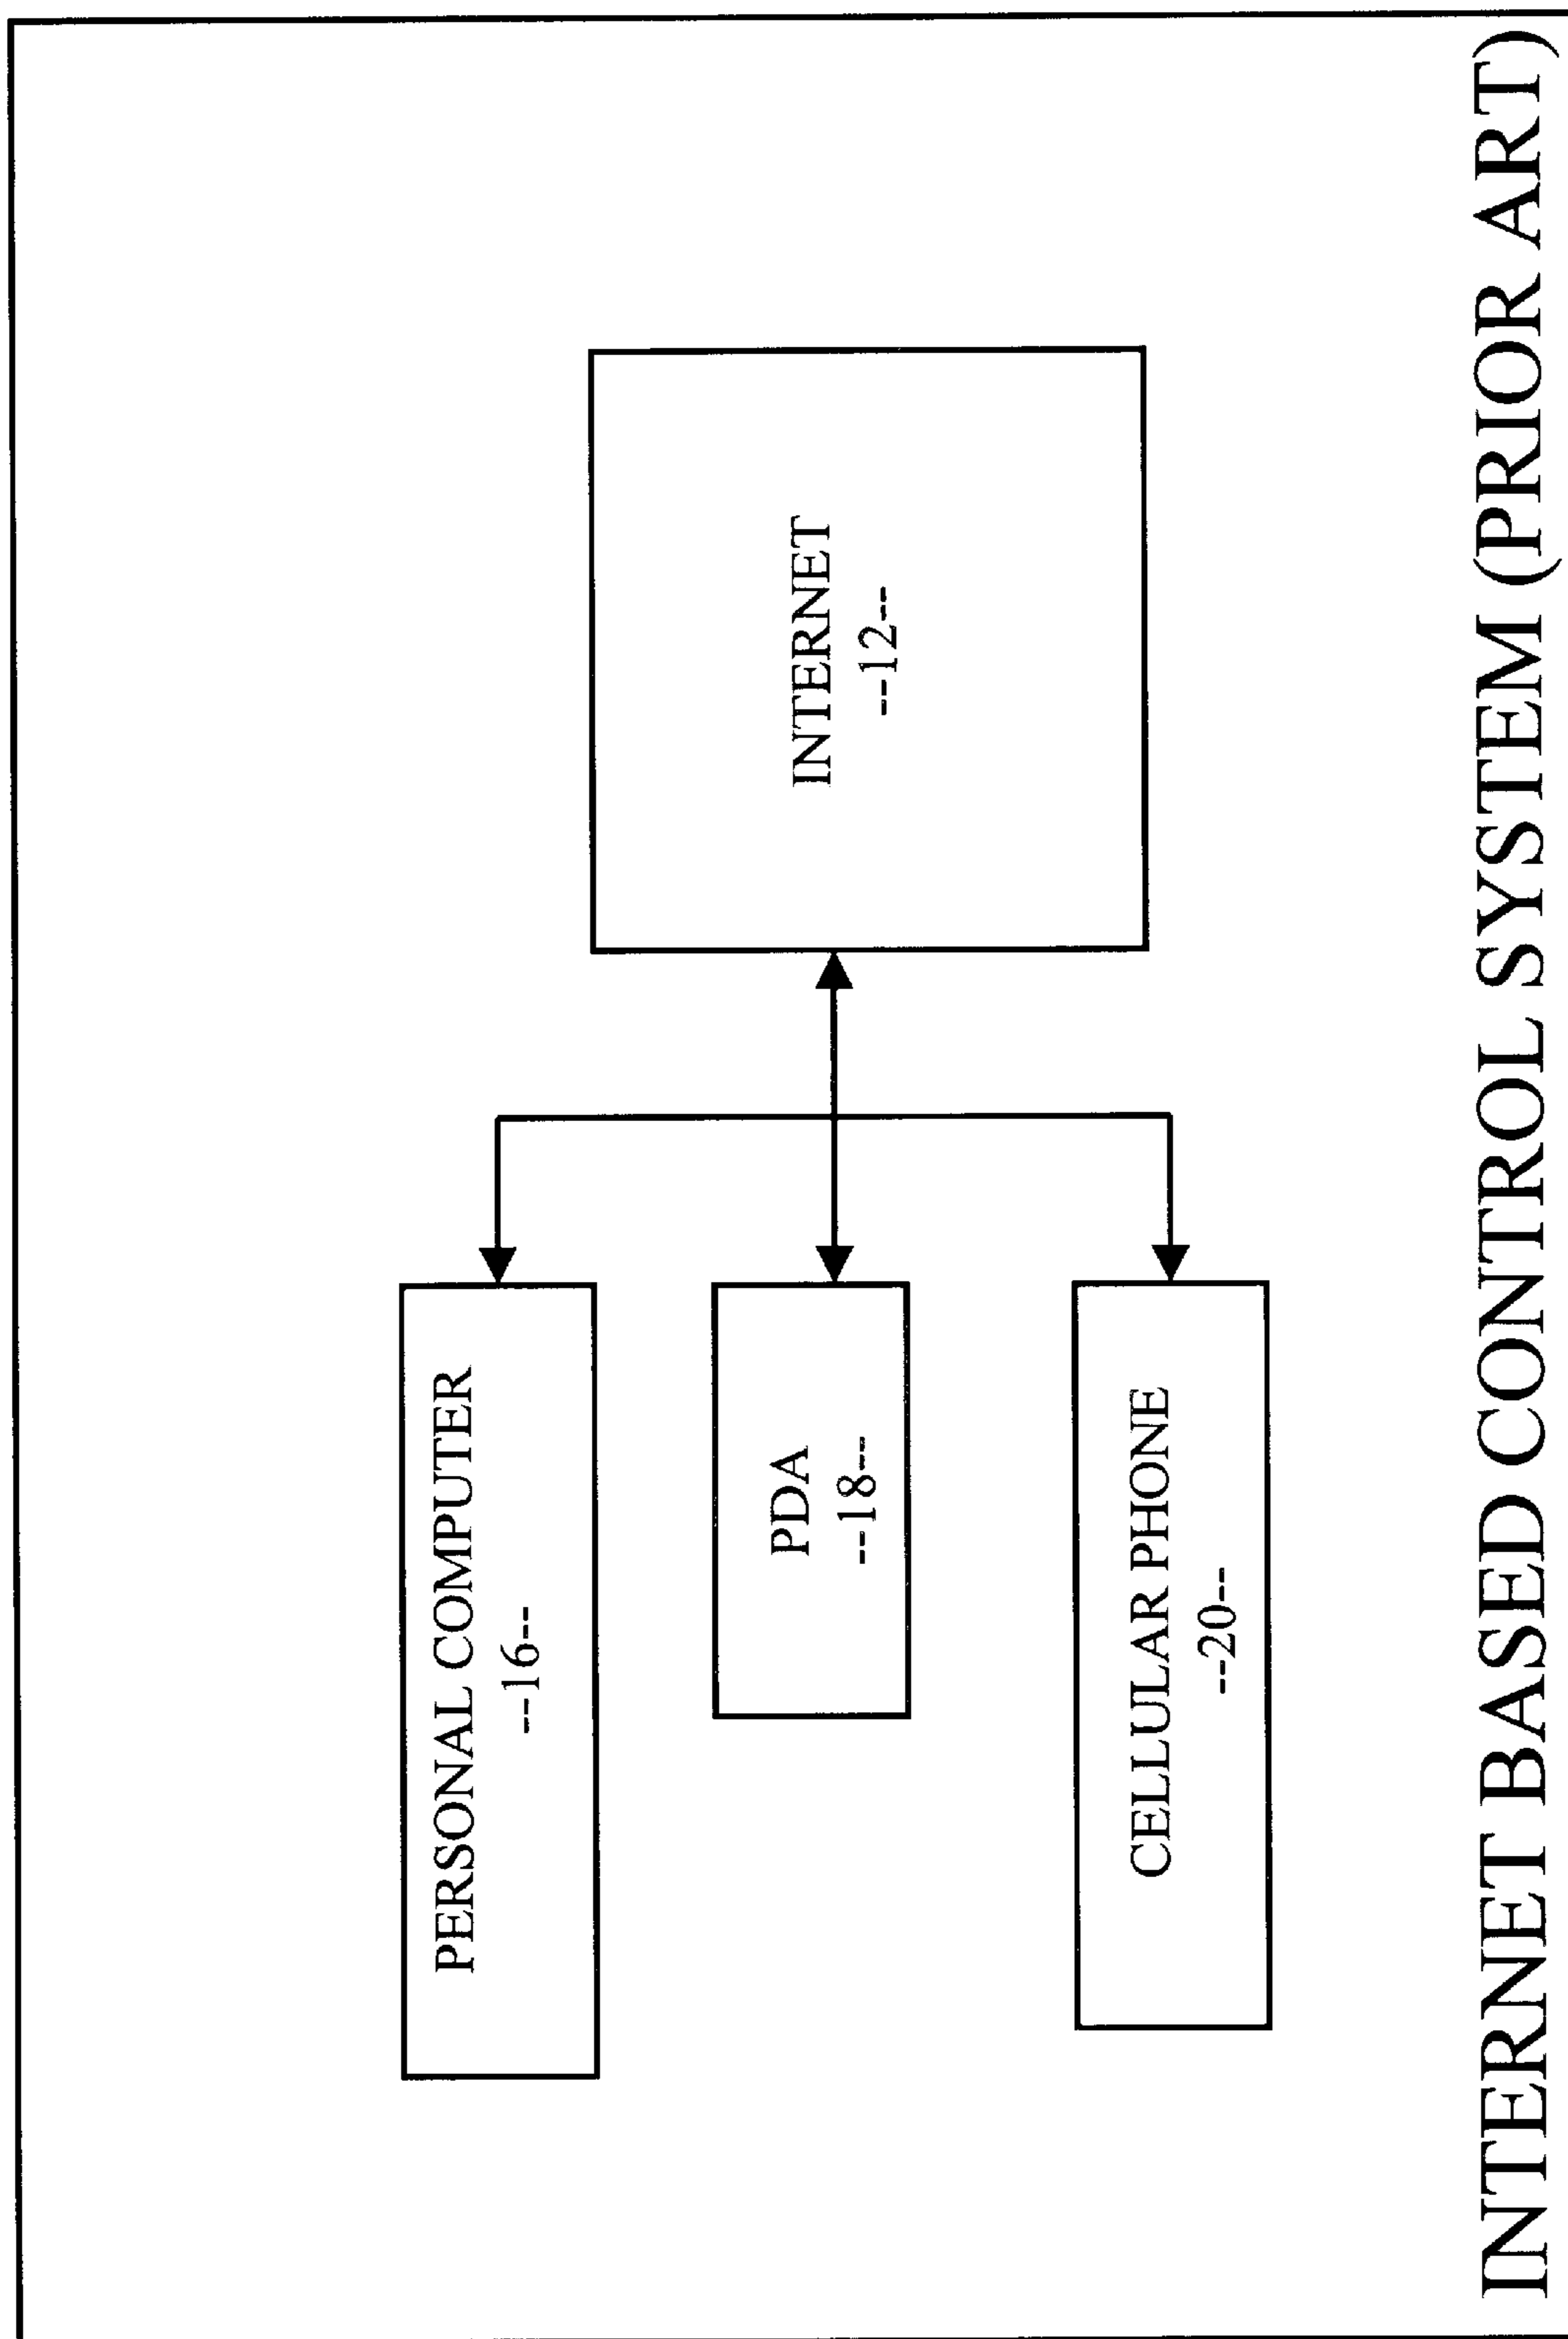 PERSONAL COMPUTER
--16--
PDA
--18--
CELLULAR PHONE
--20--
INTERNET
--12--
INTERNET BASED CONTROL SYSTEM (PRIOR ART)